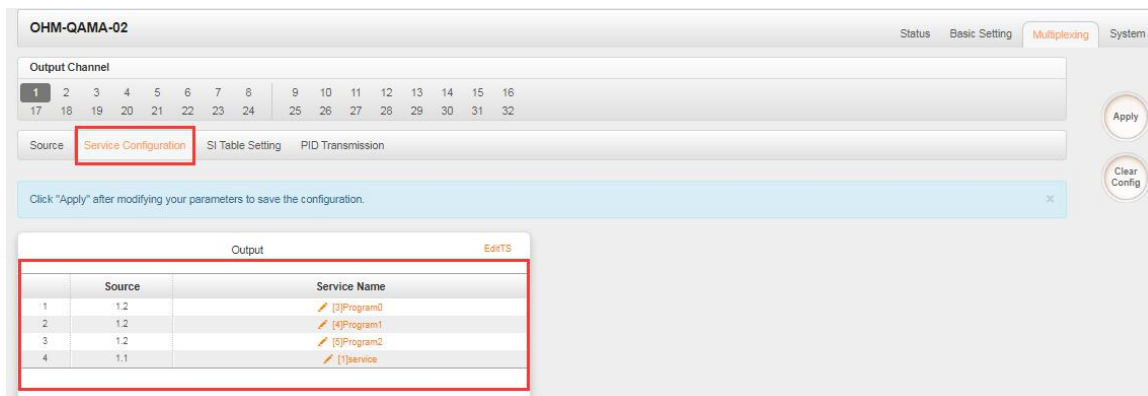 OHM-QAMA-02
Status Basic Setting Multiplexing System
Output Channel
1 2 3 4 5 6 7 8 9 10 11 12 13 14 15 16
17 18 19 20 21 22 23 24 25 26 27 28 29 30 31 32
Apply
Source Service Configuration SI Table Setting PID Transmission
Clear
Config
Click "Apply" after modifying your parameters to save the configuration. ×
Output EditTS
Source Service Name
1 1.2 [3]Program0
2 1.2 [4]Program1
3 1.2 [5]Program2
4 1.1 [1]service